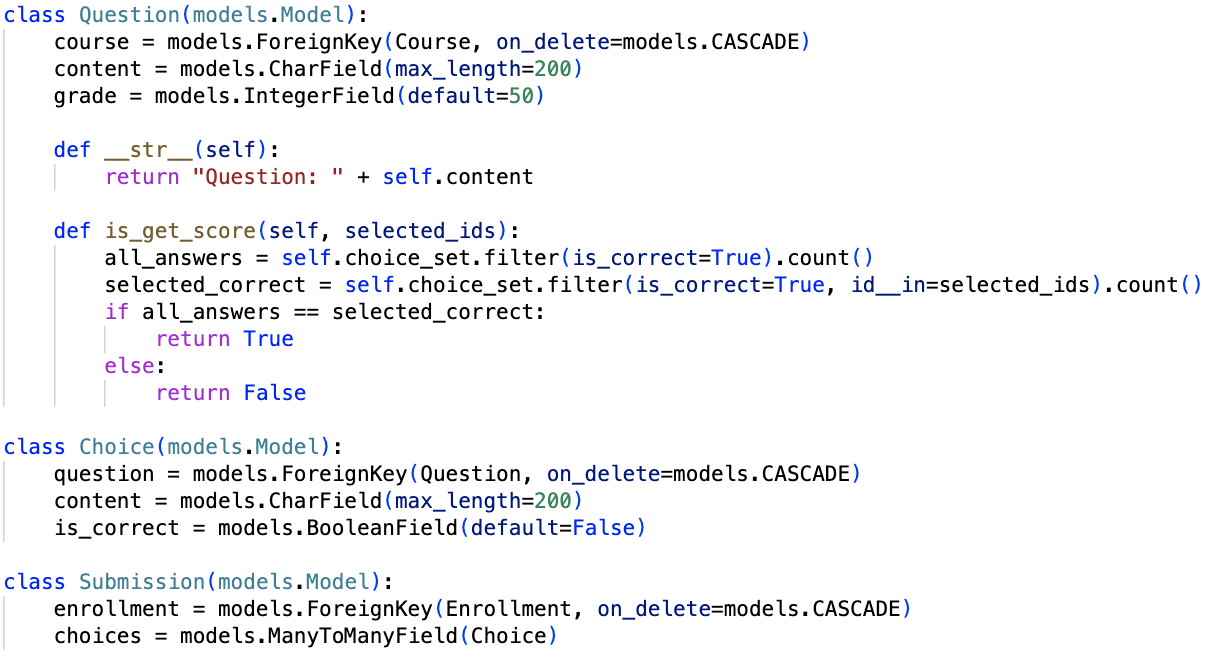 class Question(models.Model):
    course = models.ForeignKey(Course, on_delete=models.CASCADE)
    content = models.CharField(max_length=200)
    grade = models.IntegerField(default=50)

    def __str__(self):
        return "Question: " + self.content

    def is_get_score(self, selected_ids):
        all_answers = self.choice_set.filter(is_correct=True).count()
        selected_correct = self.choice_set.filter(is_correct=True, id__in=selected_ids).count()
        if all_answers == selected_correct:
            return True
        else:
            return False

class Choice(models.Model):
    question = models.ForeignKey(Question, on_delete=models.CASCADE)
    content = models.CharField(max_length=200)
    is_correct = models.BooleanField(default=False)

class Submission(models.Model):
    enrollment = models.ForeignKey(Enrollment, on_delete=models.CASCADE)
    choices = models.ManyToManyField(Choice)